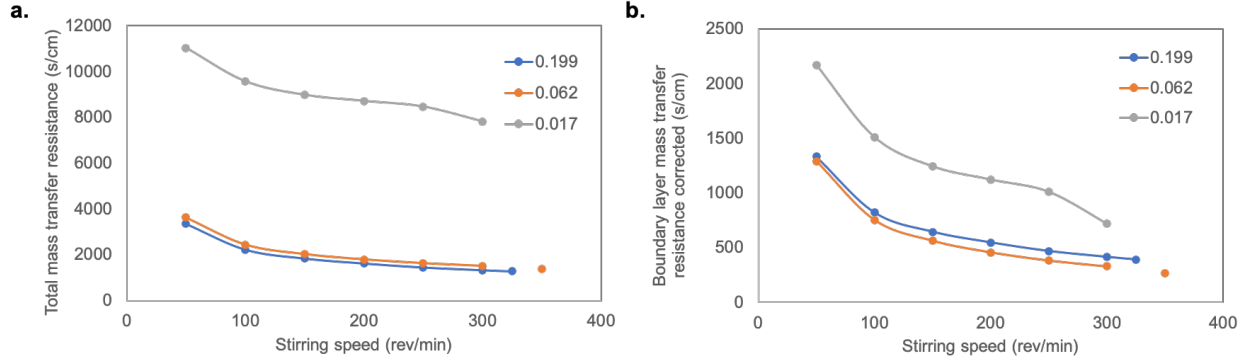 a.
12000
10000
8000
6000
4000
2000
0
0 100 200 300 400
Total mass transfer ressistance (s/cm)
Stirring speed (rev/min)
0.199
0.062
0.017
b.
2500
2000
1500
1000
500
0
0 100 200 300 400
Boundary layer mass transfer
resistance corrected (s/cm)
Stirring speed (rev/min)
0.199
0.062
0.017